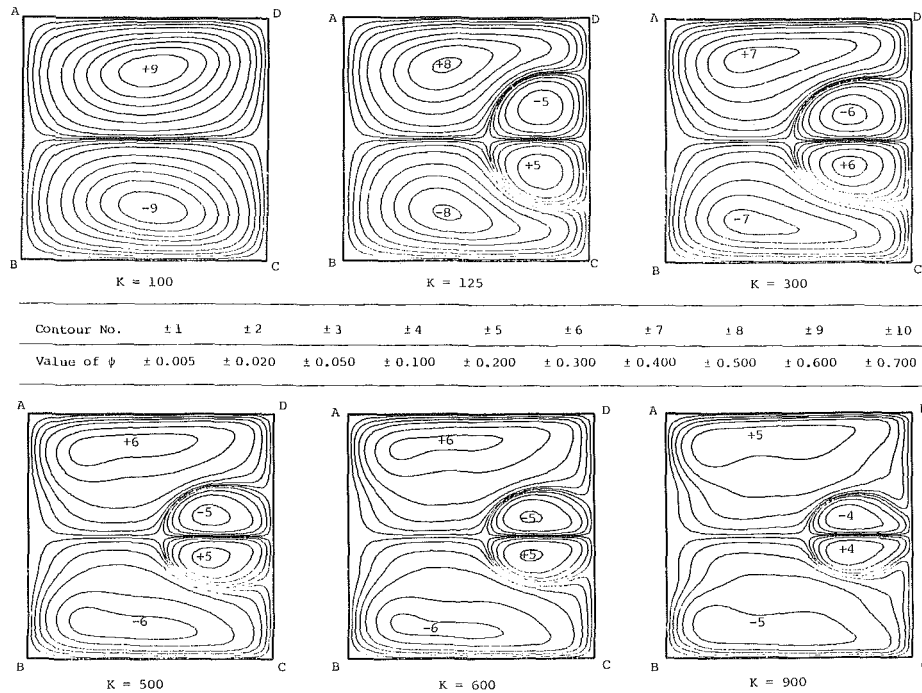 A D A D A D
+9 +8 -5 +7 -6
-9 -8 +5 -7 +6
B C B C B C
K = 100 K = 125 K = 300
Contour No. ±1 ±2 ±3 ±4 ±5 ±6 ±7 ±8 ±9 ±10
Value of ψ ±0.005 ±0.020 ±0.050 ±0.100 ±0.200 ±0.300 ±0.400 ±0.500 ±0.600 ±0.700
A D A D A
+6 -5 +6 -5 +5 -4
+5 -6 +5 -6 +4 -5
B C B C B
K = 500 K = 600 K = 900